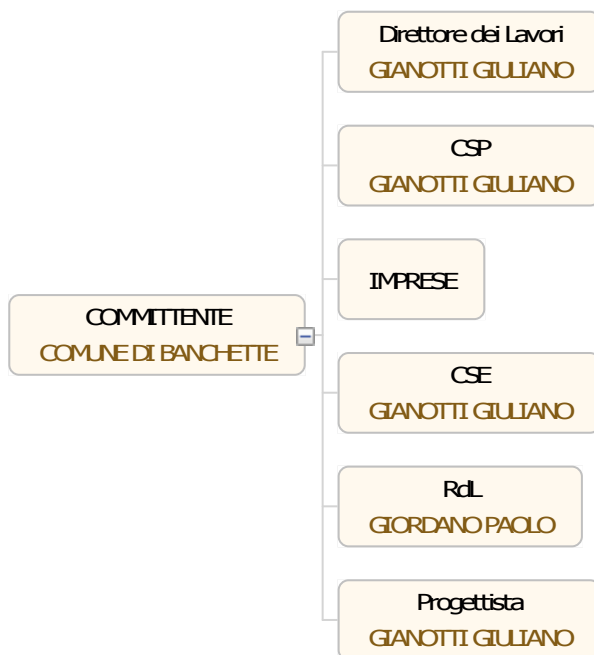 Direttore dei Lavori
GIANOTTI GIULIANO
CSP
GIANOTTI GIULIANO
IMPRESE
COMMITTENTE
COMUNE DI BANCHETTE
CSE
GIANOTTI GIULIANO
RdL
GIORDANO PAOLO
Progettista
GIANOTTI GIULIANO